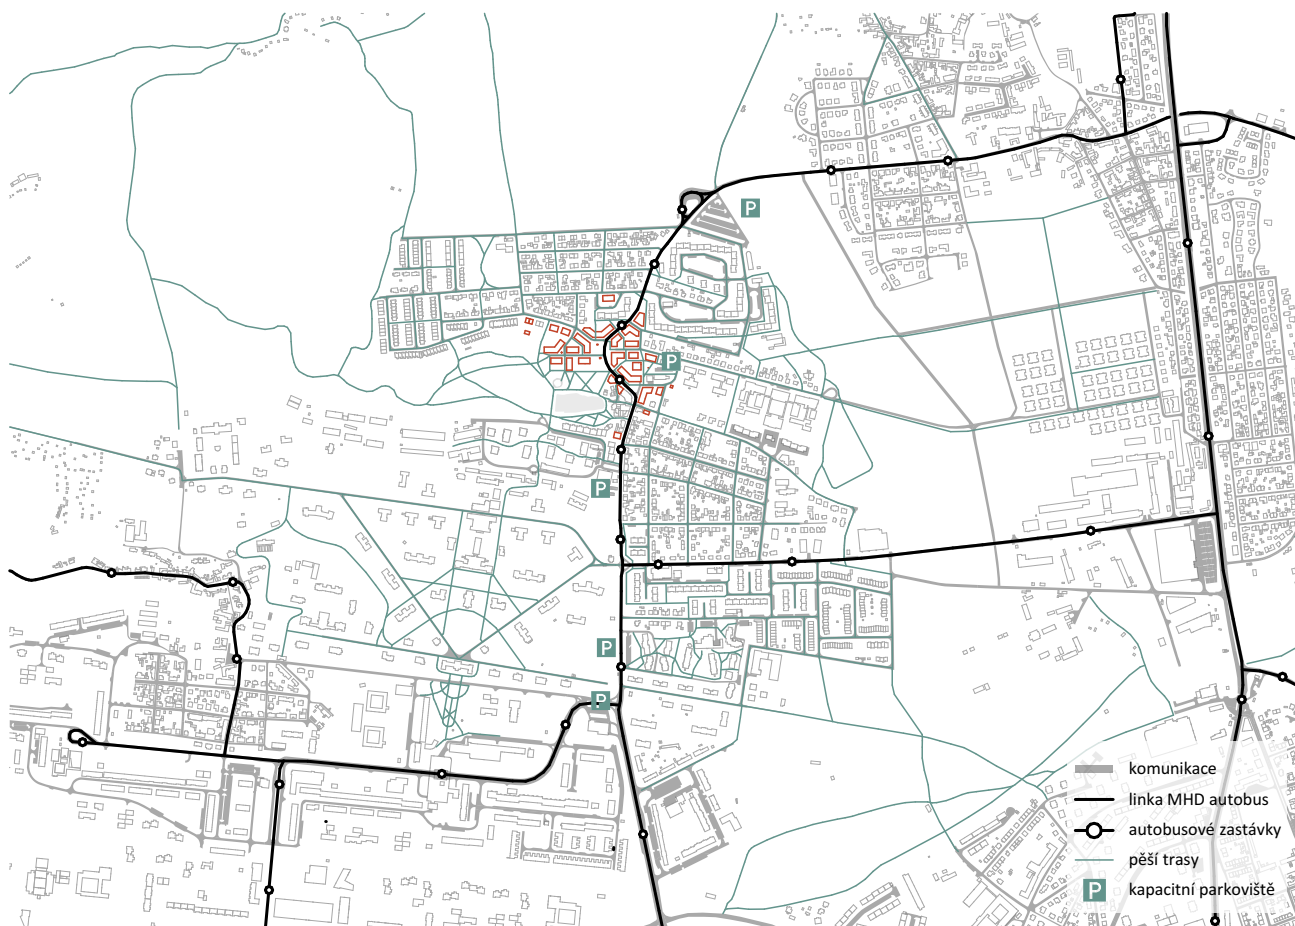 P
P
P
P
P
komunikace
linka MHD autobus
autobusové zastávky
pěší trasy
P kapacitní parkoviště